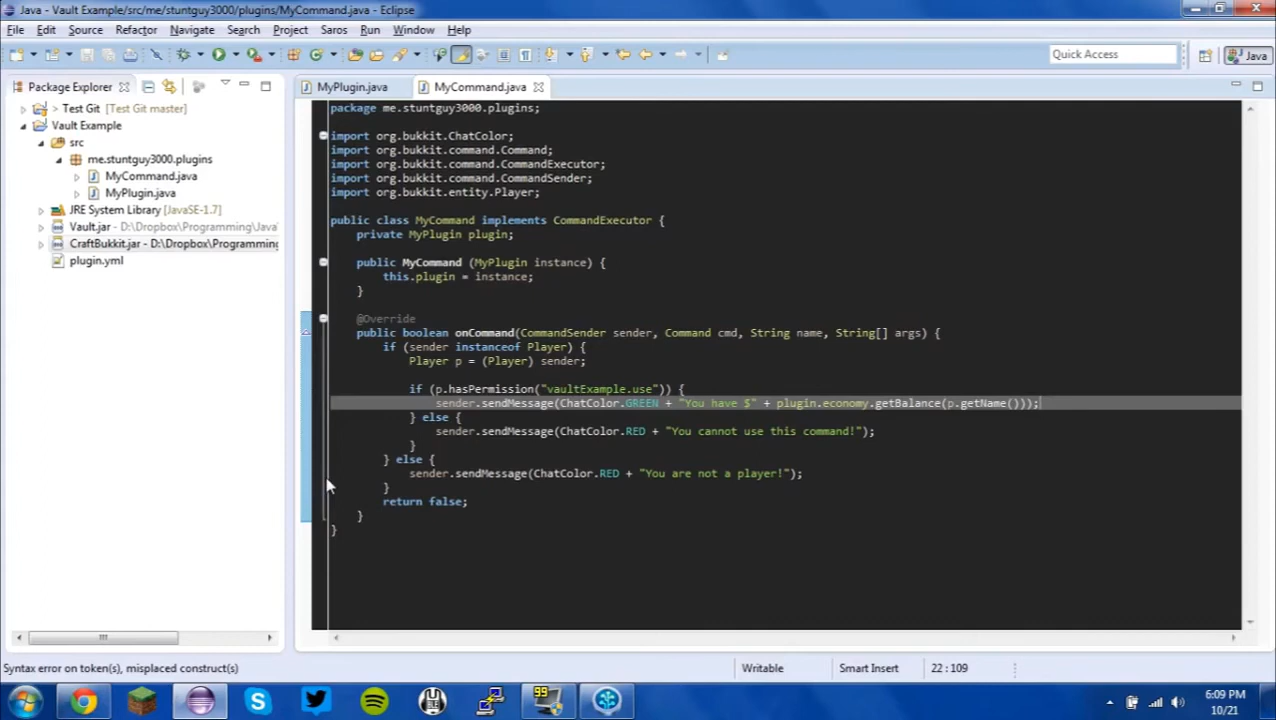 Java - Vault Example/src/me/stuntguy3000/plugins/MyCommand.java - Eclipse
File Edit Source Refactor Navigate Search Project Saros Run Window Help
Quick Access
Java
Package Explorer
MyPlugin.java
MyCommand.java
> Test Git [Test Git master]
Vault Example
src
me.stuntguy3000.plugins
MyCommand.java
MyPlugin.java
JRE System Library [JavaSE-1.7]
Vault.jar - D:\Dropbox\Programming\Java
CraftBukkit.jar - D:\Dropbox\Programming
plugin.yml
package me.stuntguy3000.plugins;
import org.bukkit.ChatColor;
import org.bukkit.command.Command;
import org.bukkit.command.CommandExecutor;
import org.bukkit.command.CommandSender;
import org.bukkit.entity.Player;
public class MyCommand implements CommandExecutor {
private MyPlugin plugin;
public MyCommand (MyPlugin instance) {
this.plugin = instance;
}
@Override
public boolean onCommand(CommandSender sender, Command cmd, String name, String[] args) {
if (sender instanceof Player) {
Player p = (Player) sender;
if (p.hasPermission("vaultExample.use")) {
sender.sendMessage(ChatColor.GREEN + "You have $" + plugin.economy.getBalance(p.getName()));
} else {
sender.sendMessage(ChatColor.RED + "You cannot use this command!");
}
} else {
sender.sendMessage(ChatColor.RED + "You are not a player!");
}
return false;
}
}
Syntax error on token(s), misplaced construct(s)
Writable
Smart Insert
22 : 109
99
6:09 PM
10/21